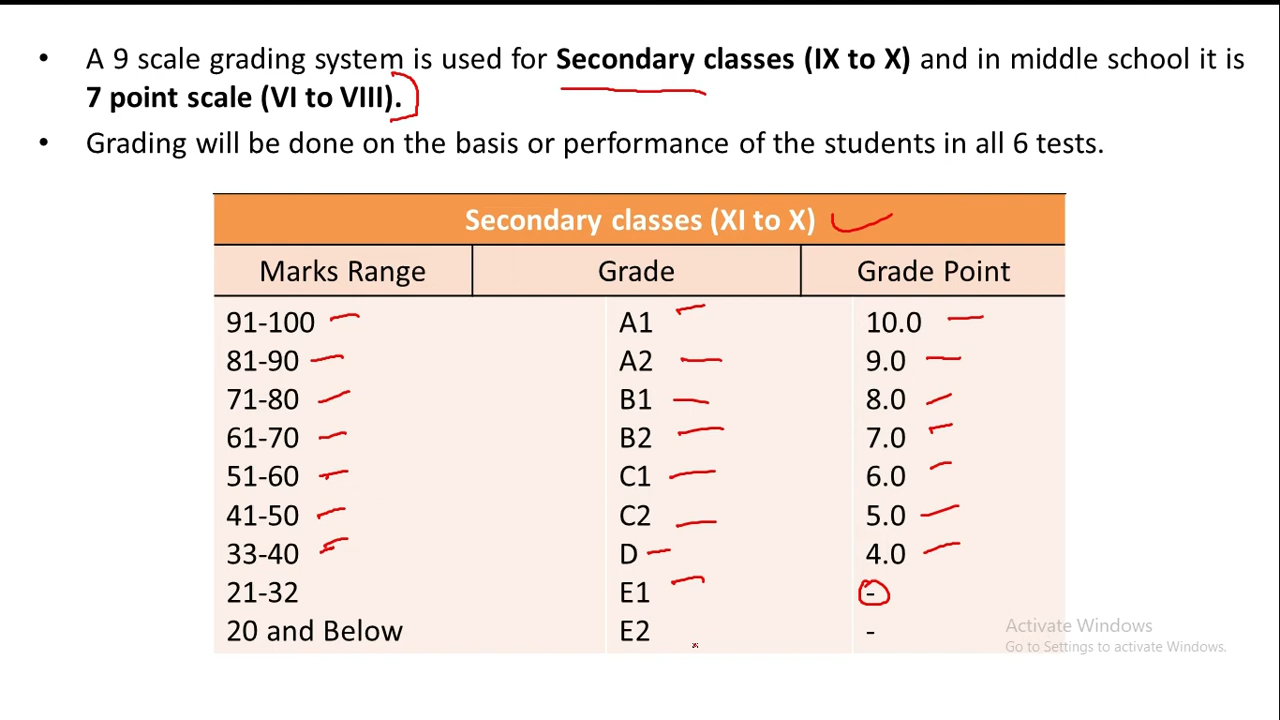 • A 9 scale grading system is used for Secondary classes (IX to X) and in middle school it is
7 point scale (VI to VIII).
• Grading will be done on the basis or performance of the students in all 6 tests.
Secondary classes (XI to X)
Marks Range Grade Grade Point
91-100 A1 10.0
81-90 A2 9.0
71-80 B1 8.0
61-70 B2 7.0
51-60 C1 6.0
41-50 C2 5.0
33-40 D 4.0
21-32 E1 -
20 and Below E2 -
Activate Windows
Go to Settings to activate Windows.